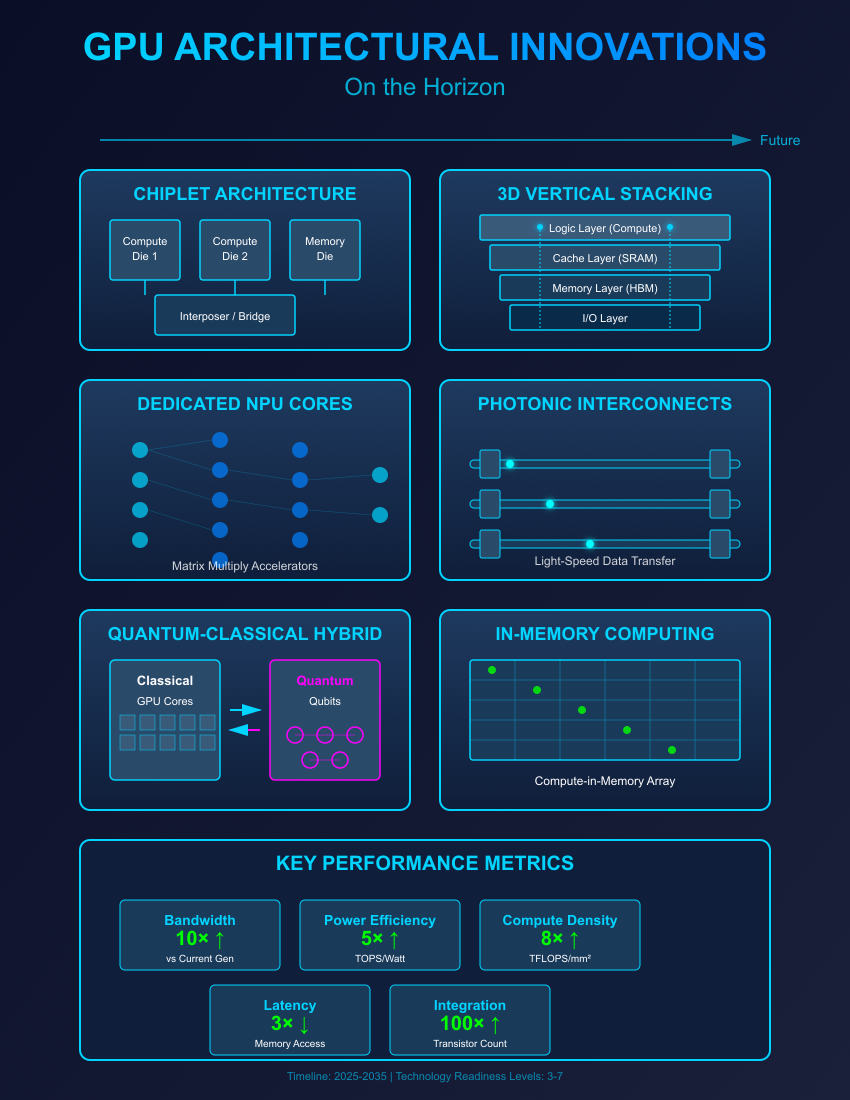 GPU ARCHITECTURAL INNOVATIONS
On the Horizon
Future
CHIPLET ARCHITECTURE
Compute
Die 1
Compute
Die 2
Memory
Die
Interposer / Bridge
3D VERTICAL STACKING
Logic Layer (Compute)
Cache Layer (SRAM)
Memory Layer (HBM)
I/O Layer
DEDICATED NPU CORES
Matrix Multiply Accelerators
PHOTONIC INTERCONNECTS
Light-Speed Data Transfer
QUANTUM-CLASSICAL HYBRID
Classical
GPU Cores
Quantum
Qubits
IN-MEMORY COMPUTING
Compute-in-Memory Array
KEY PERFORMANCE METRICS
Bandwidth
10× ↑
vs Current Gen
Power Efficiency
5× ↑
TOPS/Watt
Compute Density
8× ↑
TFLOPS/mm²
Latency
3× ↓
Memory Access
Integration
100× ↑
Transistor Count
Timeline: 2025-2035 | Technology Readiness Levels: 3-7